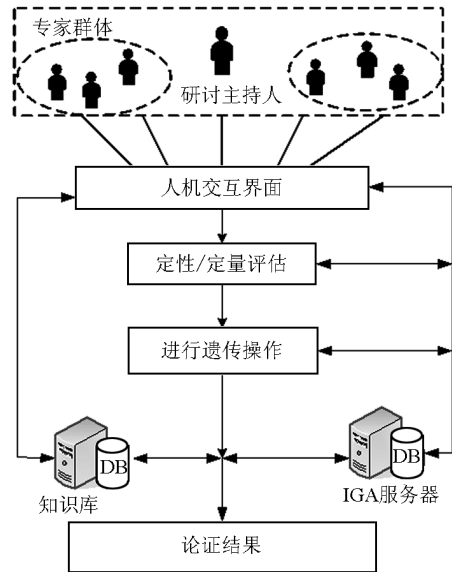 专家群体
研讨主持人
人机交互界面
定性/定量评估
进行遗传操作
DB
DB
知识库
IGA服务器
论证结果